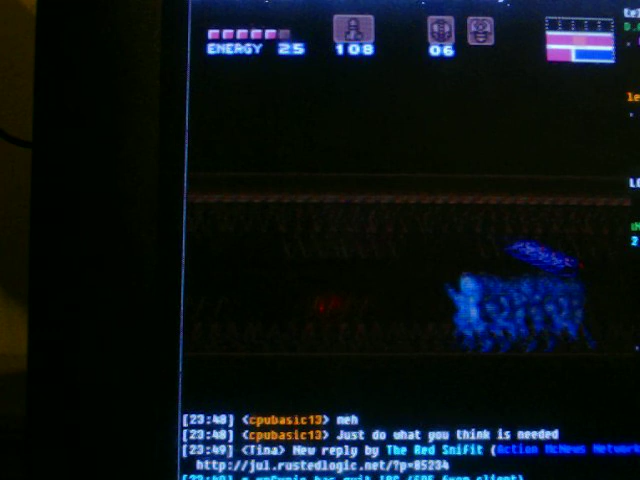 ENERGY 25
108
06
[23:48] <cpubasic13> meh
[23:48] <cpubasic13> Just do what you think is needed
[23:49] <Tina> New reply by The Red Snifit (Action McNews Network
http://jul.rustedlogic.net/?p=85234